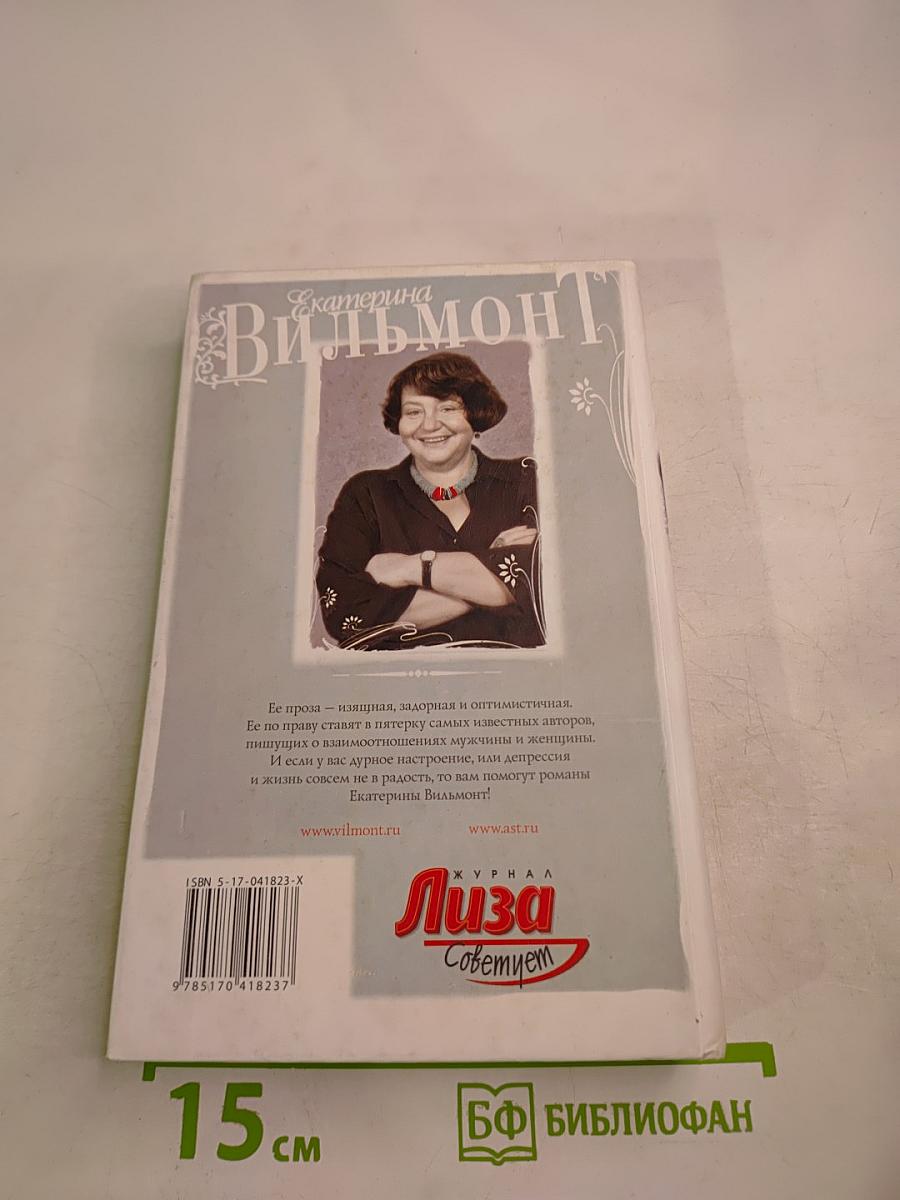 Екатерина
Вильмонт
Ее проза – изящная, задорная и оптимистичная.
Ее по праву ставят в пятерку самых известных авторов,
пишущих о взаимоотношениях мужчины и женщины.
И если у вас дурное настроение, или депрессия
и жизнь совсем не в радость, то вам помогут романы
Екатерины Вильмонт!
www.vilmont.ru www.ast.ru
ISBN 5-17-041823-X
9 785170 418237
ЖУРНАЛ
Лиза
Советует
15 см
БФ БИБЛИОФАН